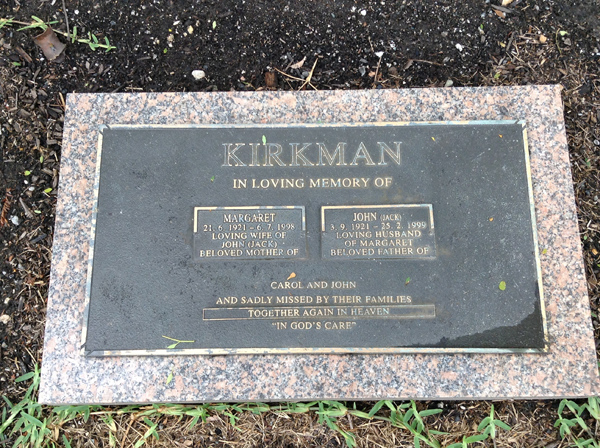 KIRKMAN
IN LOVING MEMORY OF
MARGARET
21. 6. 1921 - 6. 7. 1998
LOVING WIFE OF
JOHN (JACK)
BELOVED MOTHER OF
JOHN (JACK)
3. 9. 1921 - 25. 2. 1999
LOVING HUSBAND
OF MARGARET
BELOVED FATHER OF
CAROL AND JOHN
AND SADLY MISSED BY THEIR FAMILIES
TOGETHER AGAIN IN HEAVEN
"IN GOD'S CARE"